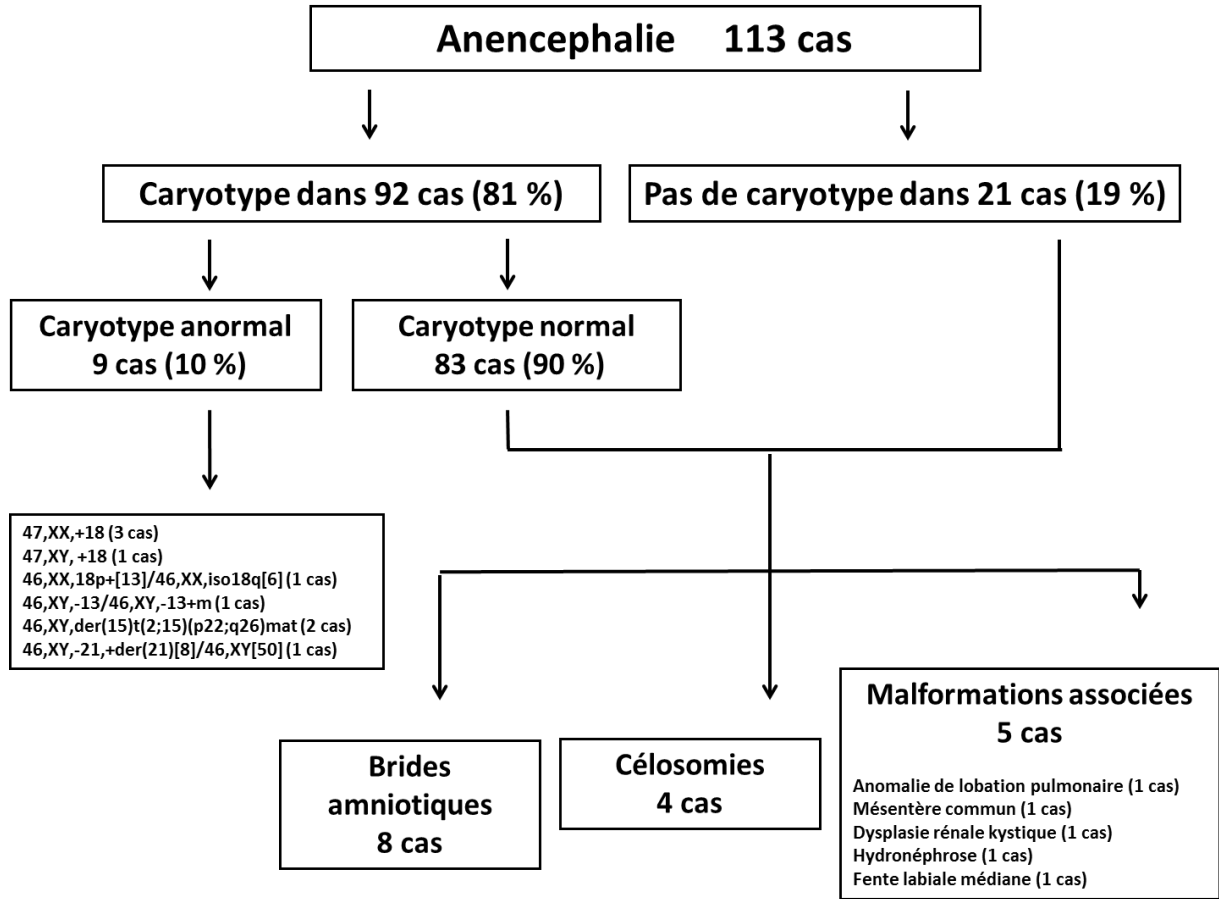 Anencephalie 113 cas
Caryotype dans 92 cas (81 %)
Pas de caryotype dans 21 cas (19 %)
Caryotype anormal
9 cas (10 %)
Caryotype normal
83 cas (90 %)
47,XX,+18 (3 cas)
47,XY, +18 (1 cas)
46,XX,18p+[13]/46,XX,iso18q[6] (1 cas)
46,XY,-13/46,XY,-13+m (1 cas)
46,XY,der(15)t(2;15)(p22;q26)mat (2 cas)
46,XY,-21,+der(21)[8]/46,XY[50] (1 cas)
Brides
amniotiques
8 cas
Célosomies
4 cas
Malformations associées
5 cas
Anomalie de lobation pulmonaire (1 cas)
Mésentère commun (1 cas)
Dysplasie rénale kystique (1 cas)
Hydronéphrose (1 cas)
Fente labiale médiane (1 cas)